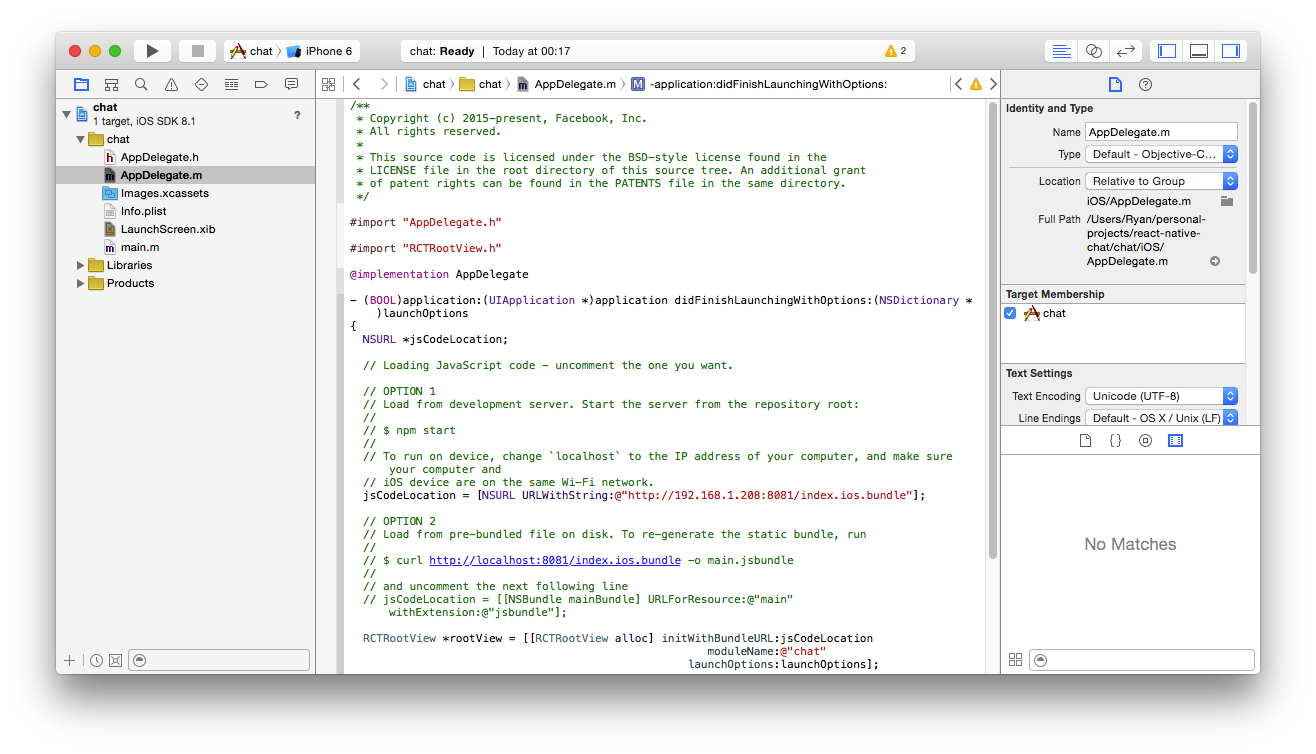 chat 〉 iPhone 6
chat: Ready | Today at 00:17
2
chat 〉 chat 〉 AppDelegate.m 〉 M -application:didFinishLaunchingWithOptions:
chat
1 target, iOS SDK 8.1
?
chat
h AppDelegate.h
m AppDelegate.m
Images.xcassets
Info.plist
LaunchScreen.xib
m main.m
Libraries
Products
/**
 * Copyright (c) 2015-present, Facebook, Inc.
 * All rights reserved.
 *
 * This source code is licensed under the BSD-style license found in the
 * LICENSE file in the root directory of this source tree. An additional grant
 * of patent rights can be found in the PATENTS file in the same directory.
 */
#import "AppDelegate.h"
#import "RCTRootView.h"
@implementation AppDelegate
- (BOOL)application:(UIApplication *)application didFinishLaunchingWithOptions:(NSDictionary *
)launchOptions
{
NSURL *jsCodeLocation;
// Loading JavaScript code - uncomment the one you want.
// OPTION 1
// Load from development server. Start the server from the repository root:
//
// $ npm start
//
// To run on device, change `localhost` to the IP address of your computer, and make sure
your computer and
// iOS device are on the same Wi-Fi network.
jsCodeLocation = [NSURL URLWithString:@"http://192.168.1.208:8081/index.ios.bundle"];
// OPTION 2
// Load from pre-bundled file on disk. To re-generate the static bundle, run
//
// $ curl http://localhost:8081/index.ios.bundle -o main.jsbundle
//
// and uncomment the next following line
// jsCodeLocation = [[NSBundle mainBundle] URLForResource:@"main"
withExtension:@"jsbundle"];
RCTRootView *rootView = [[RCTRootView alloc] initWithBundleURL:jsCodeLocation
moduleName:@"chat"
launchOptions:launchOptions];
Identity and Type
Name AppDelegate.m
Type Default - Objective-C...
Location Relative to Group
iOS/AppDelegate.m
Full Path /Users/Ryan/personal-
projects/react-native-
chat/chat/iOS/
AppDelegate.m
Target Membership
chat
Text Settings
Text Encoding Unicode (UTF-8)
Line Endings Default - OS X / Unix (LF)
{ }
No Matches